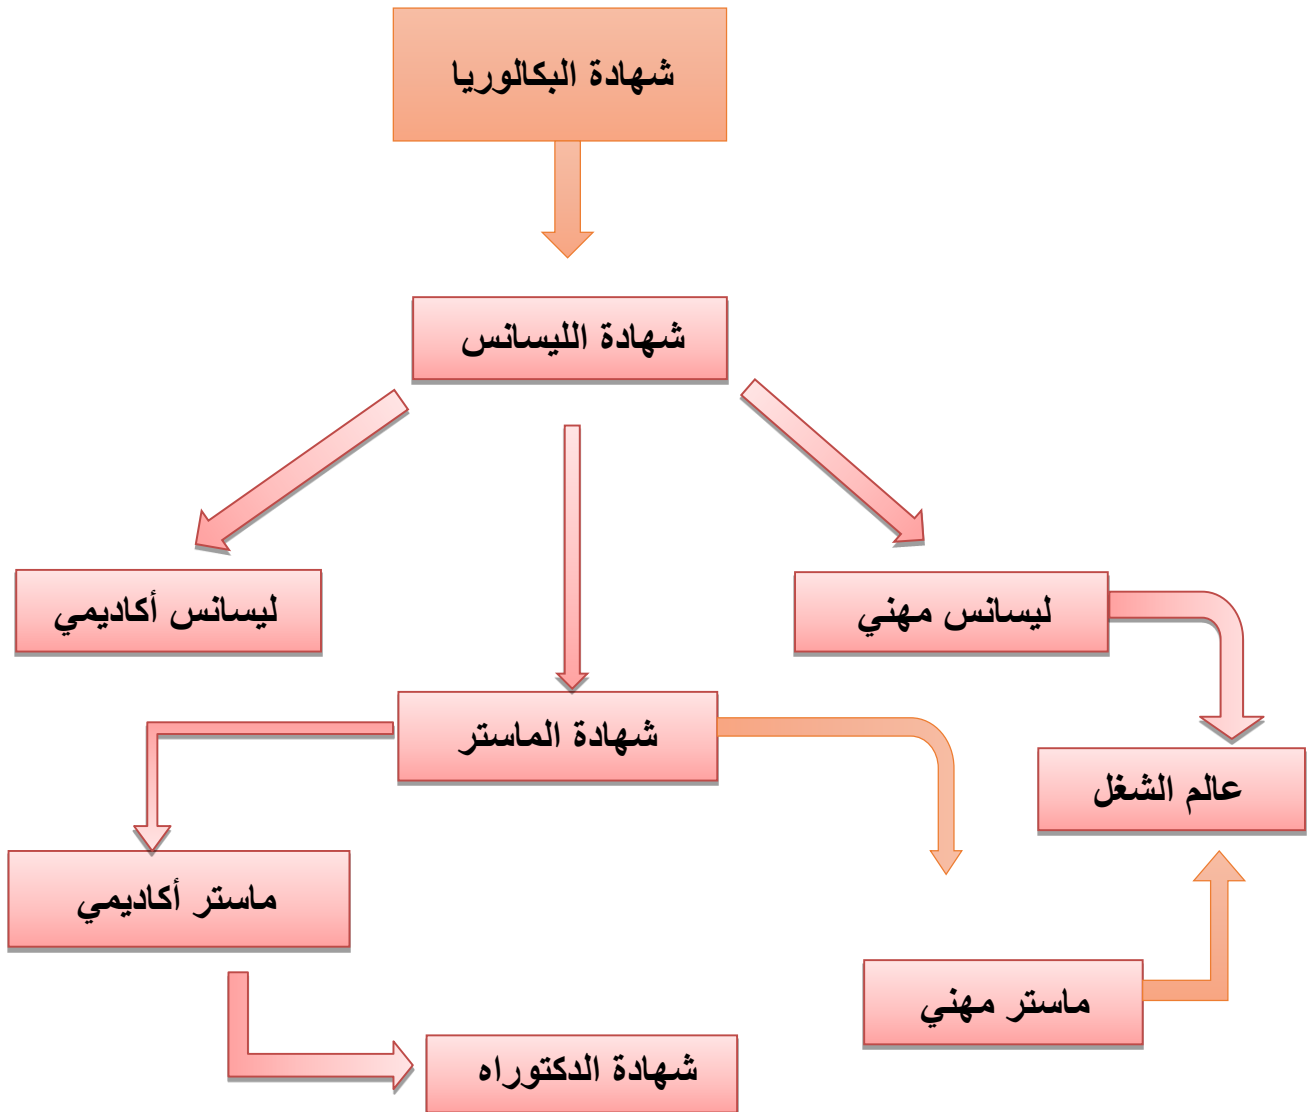 شهادة البكالوريا
شهادة الليسانس
ليسانس مهني
ليسانس أكاديمي
شهادة الماستر
عالم الشغل
ماستر أكاديمي
ماستر مهني
شهادة الدكتوراه